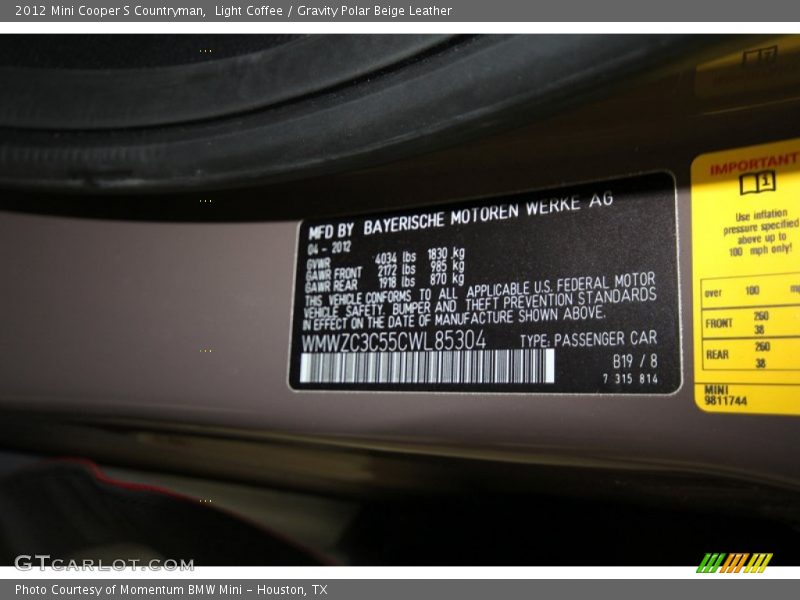 2012 Mini Cooper S Countryman,  Light Coffee / Gravity Polar Beige Leather
MFD BY BAYERISCHE MOTOREN WERKE AG
04 - 2012
GVWR 4034 lbs 1830 kg
GAWR FRONT 2172 lbs 985 kg
GAWR REAR 1918 lbs 870 kg
THIS VEHICLE CONFORMS TO ALL APPLICABLE U.S. FEDERAL MOTOR
VEHICLE SAFETY, BUMPER AND THEFT PREVENTION STANDARDS
IN EFFECT ON THE DATE OF MANUFACTURE SHOWN ABOVE.
WMWZC3C55CWL85304 TYPE: PASSENGER CAR
B19 / 8
7 315 814
IMPORTANT
i
Use inflation
pressure specified
above up to
100 mph only!
over 100
FRONT 260
38
REAR 260
38
MINI
9811744
GTCARLOT.COM
Photo Courtesy of Momentum BMW Mini - Houston, TX